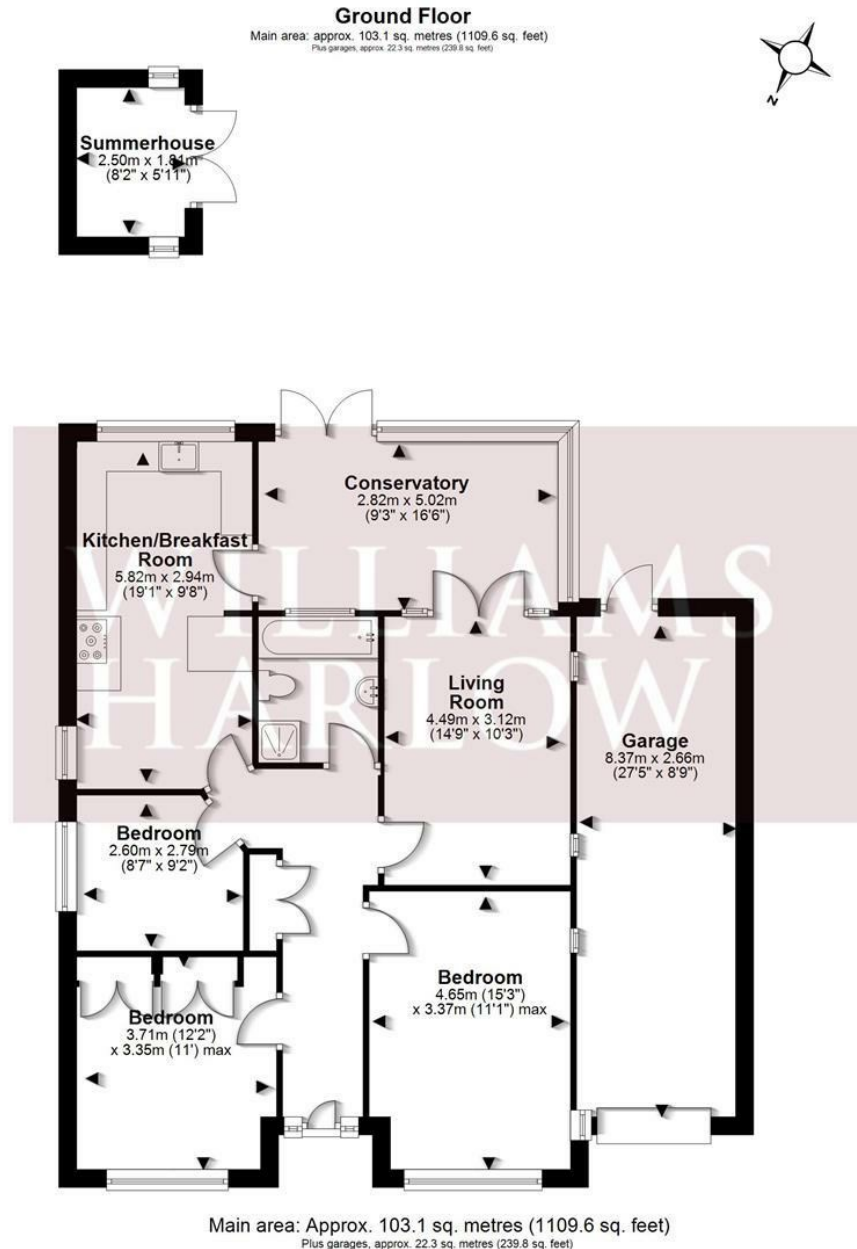 Ground Floor
Main area: approx. 103.1 sq. metres (1109.6 sq. feet)
Plus garages, approx. 22.3 sq. metres (239.8 sq. feet)
N
Summerhouse
2.50m x 1.81m
(8'2" x 5'11")
Conservatory
2.82m x 5.02m
(9'3" x 16'6")
Kitchen/Breakfast
Room
5.82m x 2.94m
(19'1" x 9'8")
WILLIAMS
HARLOW
Living
Room
4.49m x 3.12m
(14'9" x 10'3")
Garage
8.37m x 2.66m
(27'5" x 8'9")
Bedroom
2.60m x 2.79m
(8'7" x 9'2")
Bedroom
4.65m (15'3")
x 3.37m (11'1") max
Bedroom
3.71m (12'2")
x 3.35m (11') max
Main area: Approx. 103.1 sq. metres (1109.6 sq. feet)
Plus garages, approx. 22.3 sq. metres (239.8 sq. feet)